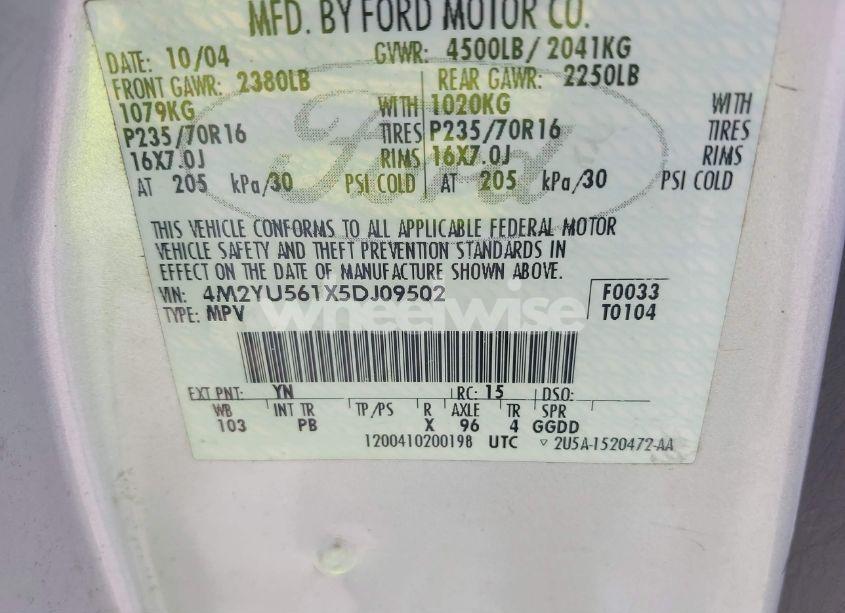 MFD. BY FORD MOTOR CO.
DATE: 10/04 GVWR: 4500LB/ 2041KG
FRONT GAWR: 2380LB REAR GAWR: 2250LB
1079KG WITH 1020KG WITH
P235/70R16 TIRES P235/70R16 TIRES
16X7.0J RIMS 16X7.0J RIMS
AT 205 kPa/30 PSI COLD AT 205 kPa/30 PSI COLD
Ford
THIS VEHICLE CONFORMS TO ALL APPLICABLE FEDERAL MOTOR
VEHICLE SAFETY AND THEFT PREVENTION STANDARDS IN
EFFECT ON THE DATE OF MANUFACTURE SHOWN ABOVE.
VIN: 4M2YU561X5DJ09502 F0033
TYPE: MPV T0104
wheelwise
EXT PNT: YN RC: 15 DSO:
WB INT TR TP/PS R AXLE TR SPR
103 PB X 96 4 GGDD
1200410200198 UTC ▽ 2U5A-1520472-AA